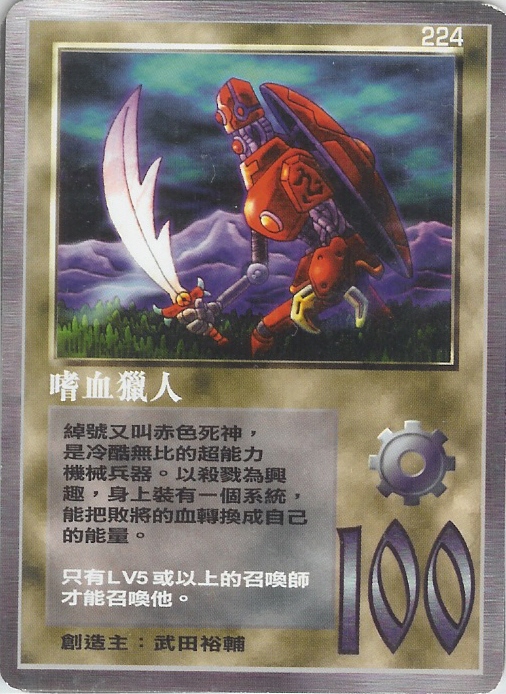 224
嗜血獵人
綽號又叫赤色死神，
是冷酷無比的超能力
機械兵器。以殺戮為興
趣，身上裝有一個系統，
能把敗將的血轉換成自己
的能量。
只有LV5或以上的召喚師
才能召喚他。
100
創造主：武田裕輔